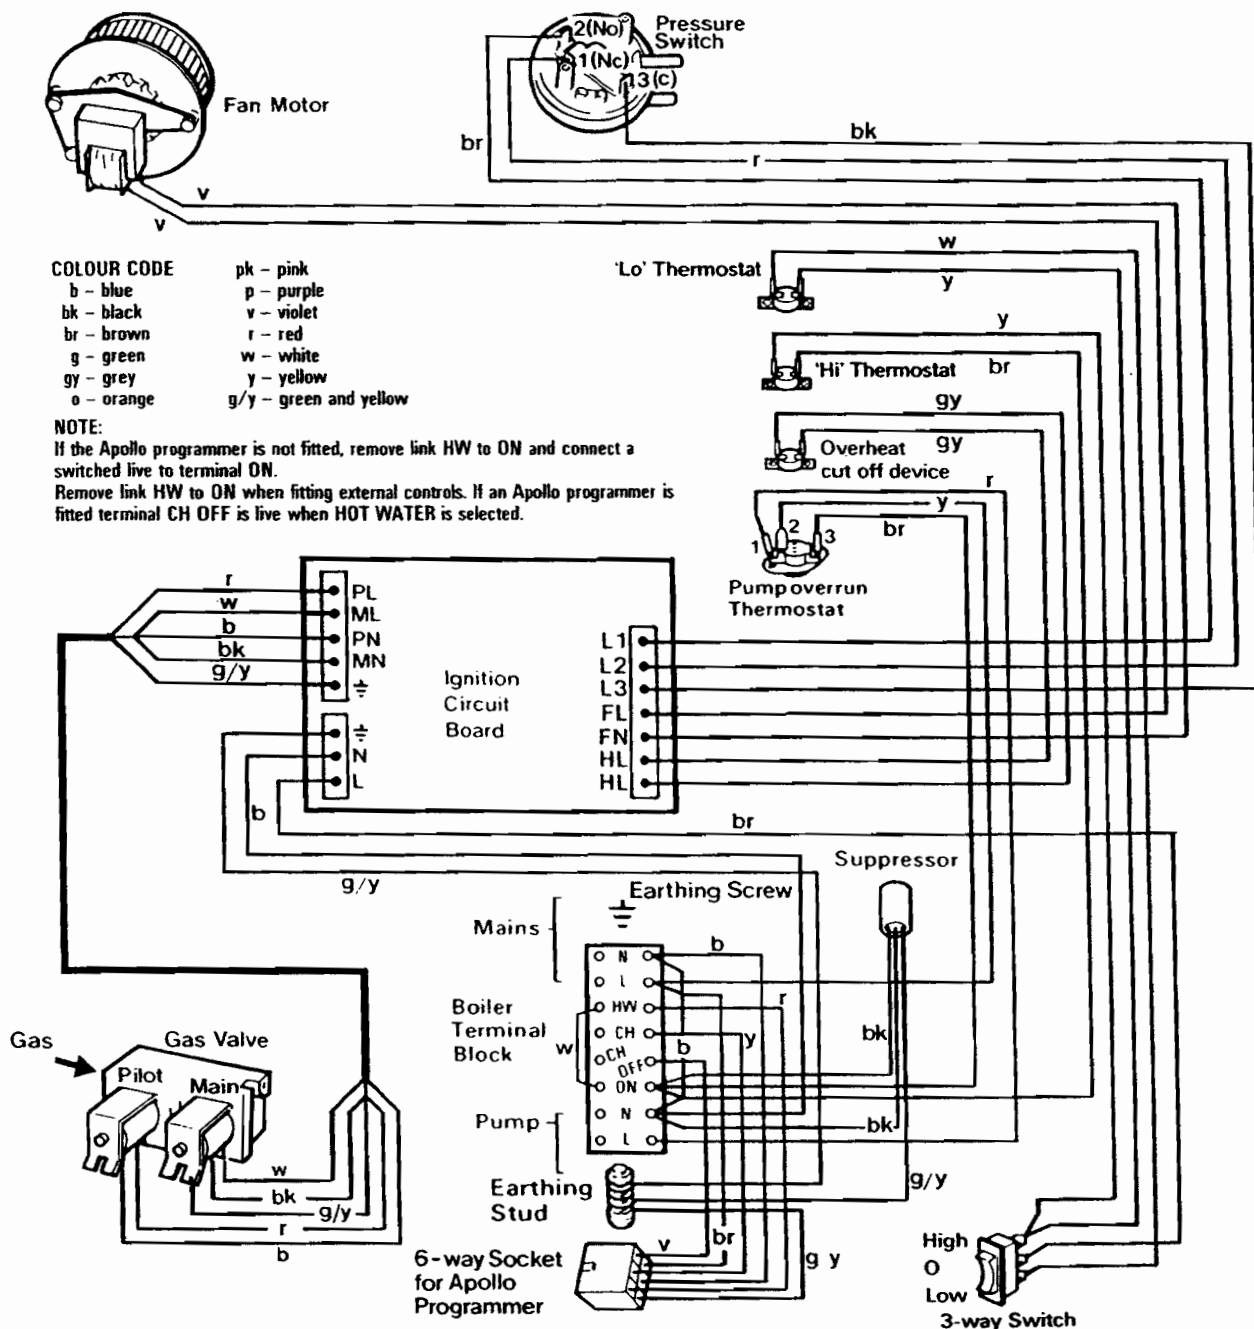 2(No)
Pressure
Switch
1(Nc)
3(c)
Fan Motor
br
bk
r
v
v
COLOUR CODE
b – blue
bk – black
br – brown
g – green
gy – grey
o – orange
pk – pink
p – purple
v – violet
r – red
w – white
y – yellow
g/y – green and yellow
'Lo' Thermostat
w
y
y
'Hi' Thermostat
br
gy
gy
Overheat
cut off device
NOTE:
If the Apollo programmer is not fitted, remove link HW to ON and connect a
switched live to terminal ON.
Remove link HW to ON when fitting external controls. If an Apollo programmer is
fitted terminal CH OFF is live when HOT WATER is selected.
r
y
br
1
2
3
Pump overrun
Thermostat
r
w
b
bk
g/y
PL
ML
PN
MN
N
L
Ignition
Circuit
Board
L1
L2
L3
FL
FN
HL
HL
b
br
g/y
Suppressor
Earthing Screw
Mains
Boiler
Terminal
Block
w
N
L
HW
CH
CH
OFF
ON
N
L
b
r
y
b
bk
bk
g/y
Pump
Gas
Gas Valve
Pilot
Main
w
bk
g/y
r
b
Earthing
Stud
6-way Socket
for Apollo
Programmer
v
br
g y
High
O
Low
3-way Switch